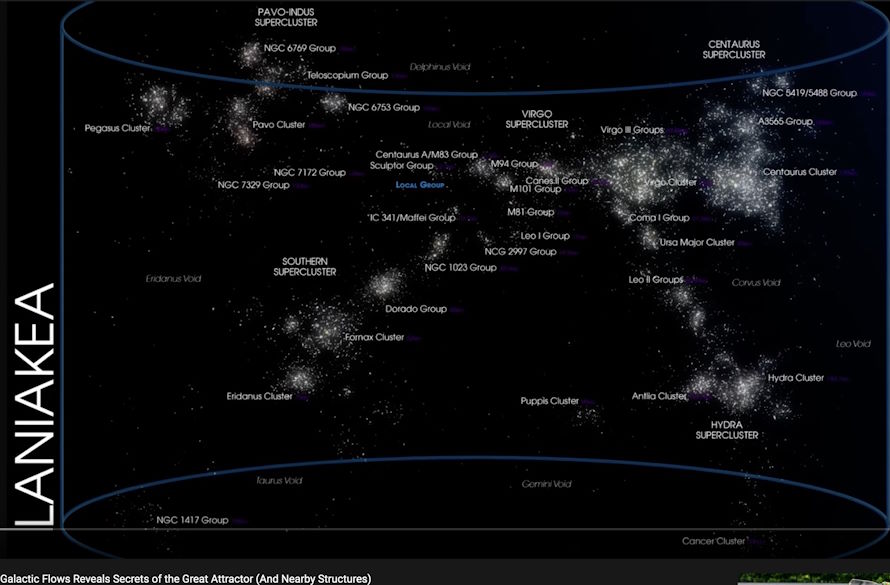 PAVO-INDUS
SUPERCLUSTER
NGC 6769 Group
CENTAURUS
SUPERCLUSTER
Delphinus Void
Teloscopium Group
NGC 5419/5488 Group
NGC 6753 Group
VIRGO
SUPERCLUSTER
A3565 Group
Pegasus Cluster
Pavo Cluster
Local Void
Virgo III Groups
Centaurus A/M83 Group
Sculptor Group
M94 Group
NGC 7172 Group
Centaurus Cluster
NGC 7329 Group
LOCAL GROUP
Canes II Group
Virgo Cluster
M101 Group
IC 341/Maffei Group
M81 Group
Coma I Group
Leo I Group
Ursa Major Cluster
NCG 2997 Group
SOUTHERN
SUPERCLUSTER
NGC 1023 Group
Eridanus Void
Leo II Groups
Corvus Void
Dorado Group
Fornax Cluster
Leo Void
Hydra Cluster
Eridanus Cluster
Puppis Cluster
Antlia Cluster
HYDRA
SUPERCLUSTER
Taurus Void
Gemini Void
NGC 1417 Group
Cancer Cluster
LANIAKEA
Galactic Flows Reveals Secrets of the Great Attractor (And Nearby Structures)